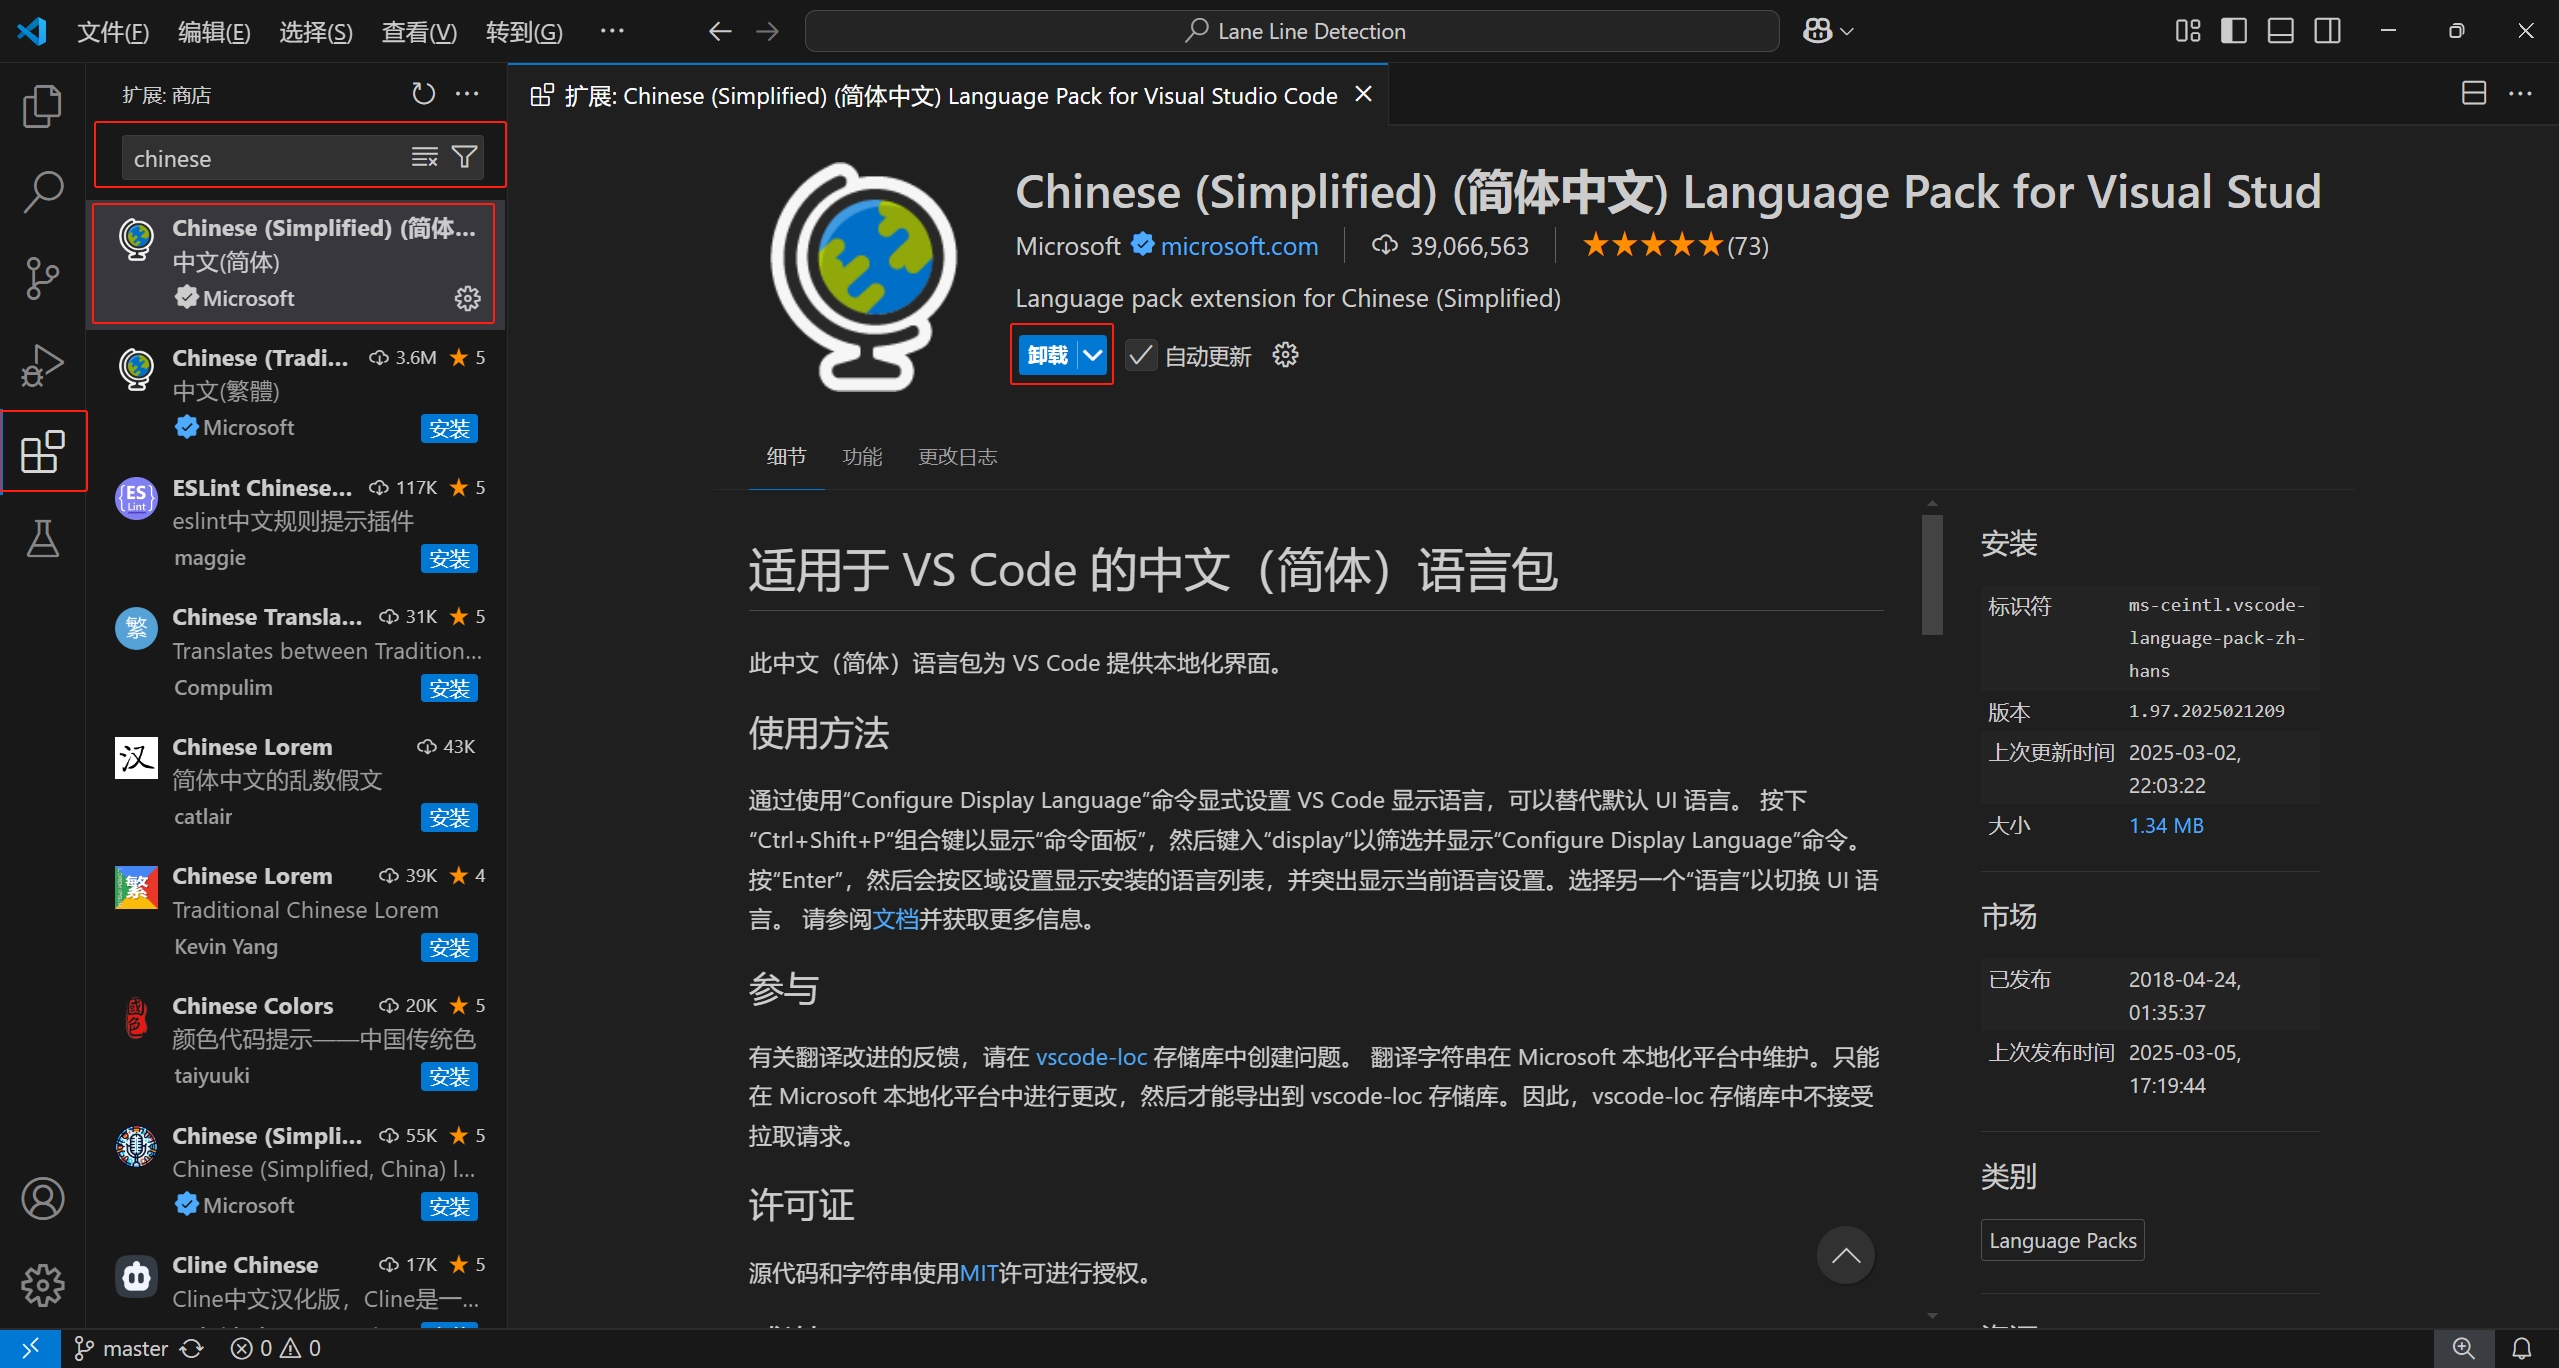 文件(F) 编辑(E) 选择(S) 查看(V) 转到(G) ··· Lane Line Detection
扩展: 商店
chinese
Chinese (Simplified) (简体...
中文(简体)
Microsoft
Chinese (Tradi... 3.6M ★ 5
中文(繁體)
Microsoft 安装
ESLint Chinese... 117K ★ 5
eslint中文规则提示插件
maggie 安装
Chinese Transla... 31K ★ 5
Translates between Tradition...
Compulim 安装
Chinese Lorem 43K
简体中文的乱数假文
catlair 安装
Chinese Lorem 39K ★ 4
Traditional Chinese Lorem
Kevin Yang 安装
Chinese Colors 20K ★ 5
颜色代码提示——中国传统色
taiyuuki 安装
Chinese (Simpli... 55K ★ 5
Chinese (Simplified, China) l...
Microsoft 安装
Cline Chinese 17K ★ 5
Cline中文汉化版，Cline是一...
扩展: Chinese (Simplified) (简体中文) Language Pack for Visual Studio Code
Chinese (Simplified) (简体中文) Language Pack for Visual Stud
Microsoft microsoft.com 39,066,563 ★★★★★(73)
Language pack extension for Chinese (Simplified)
卸载 自动更新
细节 功能 更改日志
适用于 VS Code 的中文（简体）语言包
此中文（简体）语言包为 VS Code 提供本地化界面。
使用方法
通过使用“Configure Display Language”命令显式设置 VS Code 显示语言，可以替代默认 UI 语言。 按下
“Ctrl+Shift+P”组合键以显示“命令面板”，然后键入“display”以筛选并显示“Configure Display Language”命令。
按“Enter”，然后会按区域设置显示安装的语言列表，并突出显示当前语言设置。选择另一个“语言”以切换 UI 语
言。 请参阅文档并获取更多信息。
参与
有关翻译改进的反馈，请在 vscode-loc 存储库中创建问题。 翻译字符串在 Microsoft 本地化平台中维护。只能
在 Microsoft 本地化平台中进行更改，然后才能导出到 vscode-loc 存储库。因此，vscode-loc 存储库中不接受
拉取请求。
许可证
源代码和字符串使用MIT许可进行授权。
安装
标识符 ms-ceintl.vscode-
language-pack-zh-
hans
版本 1.97.2025021209
上次更新时间 2025-03-02,
22:03:22
大小 1.34 MB
市场
已发布 2018-04-24,
01:35:37
上次发布时间 2025-03-05,
17:19:44
类别
Language Packs
master 0 0